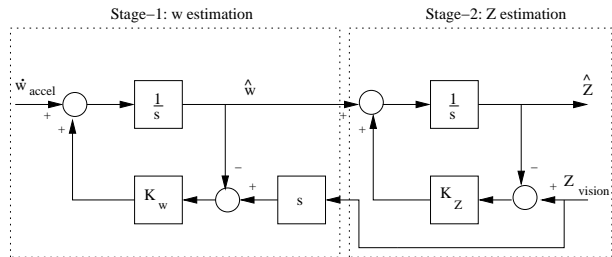 Stage−1: w estimation
Stage−2: Z estimation
ẇ accel
+
+
1
s
ŵ
K w
−
+
s
+
+
1
s
Ẑ
K Z
−
+
Z vision